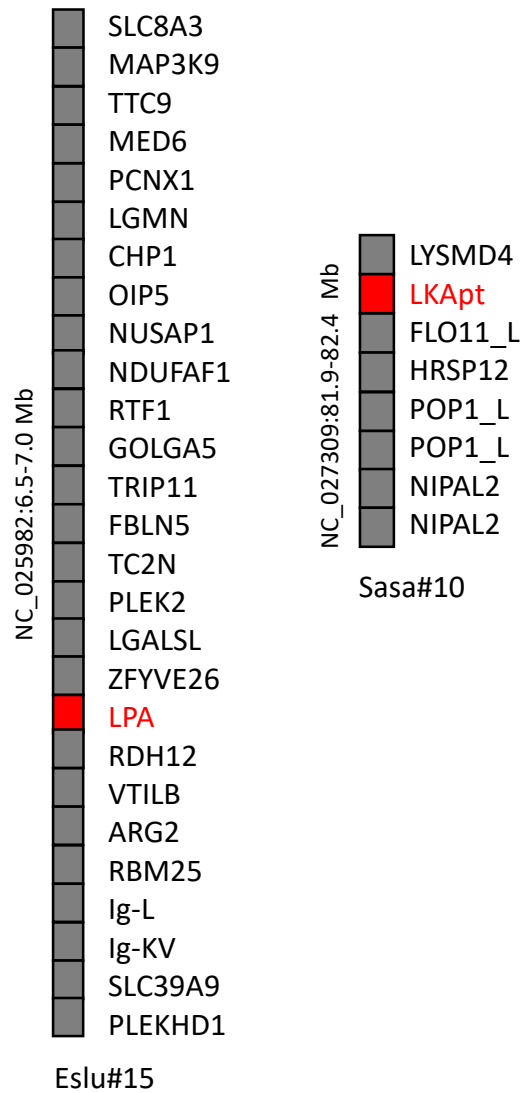 NC_025982:6.5-7.0 Mb
SLC8A3
MAP3K9
TTC9
MED6
PCNX1
LGMN
CHP1
OIP5
NUSAP1
NDUFAF1
RTF1
GOLGA5
TRIP11
FBLN5
TC2N
PLEK2
LGALSL
ZFYVE26
LPA
RDH12
VTILB
ARG2
RBM25
Ig-L
Ig-KV
SLC39A9
PLEKHD1
Eslu#15
NC_027309:81.9-82.4 Mb
LYSMD4
LKApt
FLO11_L
HRSP12
POP1_L
POP1_L
NIPAL2
NIPAL2
Sasa#10